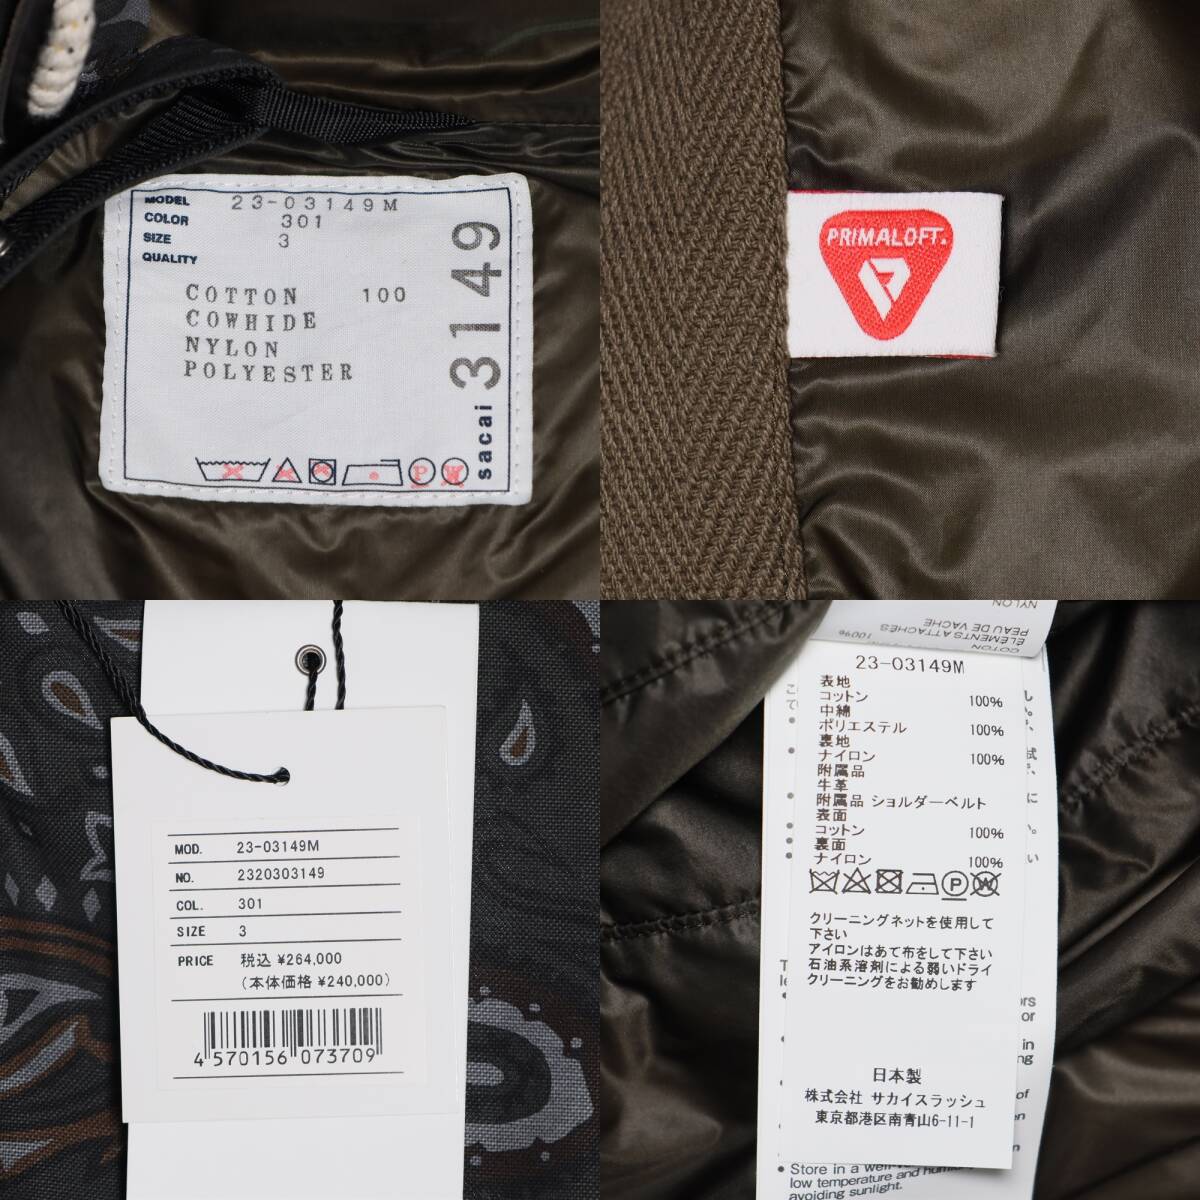 MODEL 23-03149M
COLOR 301
SIZE 3
QUALITY
COTTON 100
COWHIDE
NYLON
POLYESTER
P W
sacai 3149
PRIMALOFT.
P
MOD. 23-03149M
NO. 2320303149
COL. 301
SIZE 3
PRICE 税込 ¥264,000
(本体価格 ¥240,000)
4 570156 073709
NYLON
PEAU DE VACHE
ÉLÉMENTS ATTACHÉS
COTON 100%
23-03149M
表地
コットン 100%
中綿
ポリエステル 100%
裏地
ナイロン 100%
附属品
牛革
附属品 ショルダーベルト
表面
コットン 100%
裏面
ナイロン 100%
P W
クリーニングネットを使用して
下さい
アイロンはあて布をして下さい
石油系溶剤による弱いドライ
クリーニングをお勧めします
日本製
株式会社 サカイスラッシュ
東京都港区南青山6-11-1
• Store in a
low temperature and
avoiding sunlight.